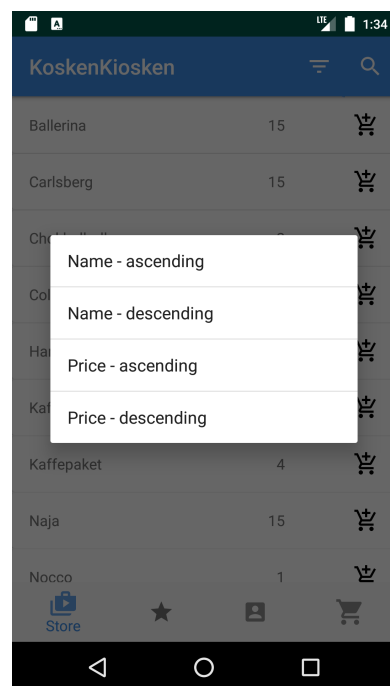 LTE 1:34
KoskenKiosken
Ballerina 15
Carlsberg 15
Name - ascending
Name - descending
Price - ascending
Price - descending
Kaffepaket 4
Naja 15
Nocco 1
Store